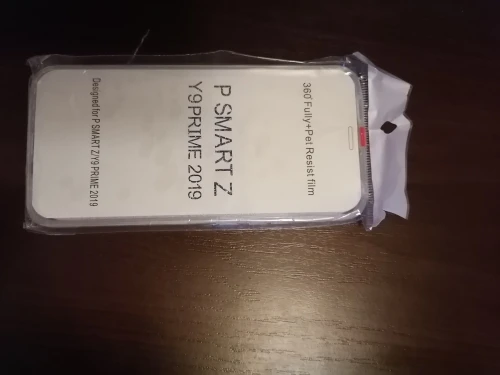 360°Fully+Pet Resist film
P SMART Z
Y9PRIME 2019
Designed for P SMART Z/Y9 PRIME 2019